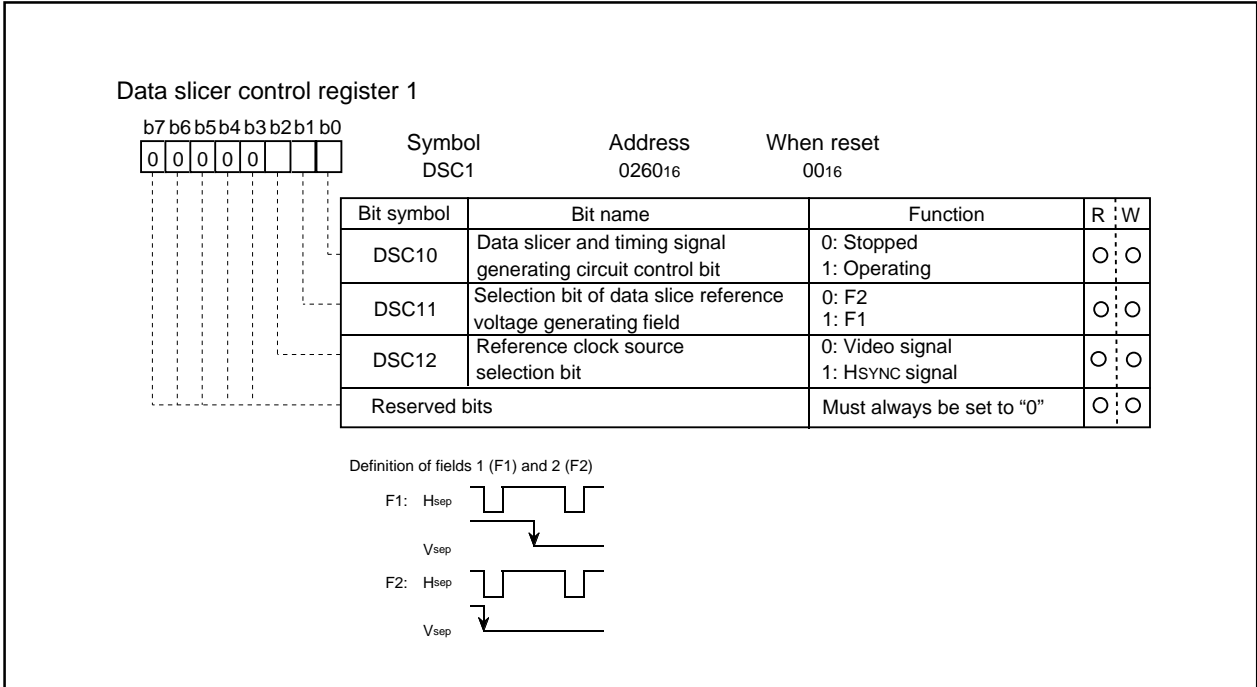 Data slicer control register 1
b7 b6 b5 b4 b3 b2 b1 b0
0 0 0 0 0
Symbol Address When reset
DSC1 026016 0016
Bit symbol Bit name Function R W
DSC10 Data slicer and timing signal generating circuit control bit 0: Stopped 1: Operating O O
DSC11 Selection bit of data slice reference voltage generating field 0: F2 1: F1 O O
DSC12 Reference clock source selection bit 0: Video signal 1: HSYNC signal O O
Reserved bits Must always be set to “0” O O
Definition of fields 1 (F1) and 2 (F2)
F1: Hsep
Vsep
F2: Hsep
Vsep